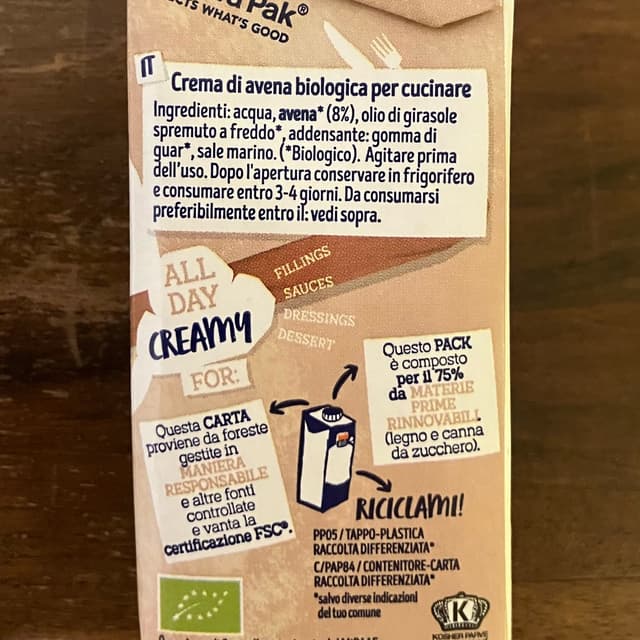 Pak®
ECTS WHAT'S GOOD
IT
Crema di avena biologica per cucinare
Ingredienti: acqua, avena* (8%), olio di girasole
spremuto a freddo*, addensante: gomma di
guar*, sale marino. (*Biologico). Agitare prima
dell'uso. Dopo l'apertura conservare in frigorifero
e consumare entro 3-4 giorni. Da consumarsi
preferibilmente entro il: vedi sopra.
ALL
DAY
CREAMY
FOR:
FILLINGS
SAUCES
DRESSINGS
DESSERT
Questo PACK
è composto
per il 75%
da MATERIE
PRIME
RINNOVABILI
(legno e canna
da zucchero).
Questa CARTA
proviene da foreste
gestite in
MANIERA
RESPONSABILE
e altre fonti
controllate
e vanta la
certificazione FSC®.
RICICLAMI!
PP05 / TAPPO-PLASTICA
RACCOLTA DIFFERENZIATA*
C/PAP84 / CONTENITORE-CARTA
RACCOLTA DIFFERENZIATA*
*salvo diverse indicazioni
del tuo comune
K
KOSHER PARVE